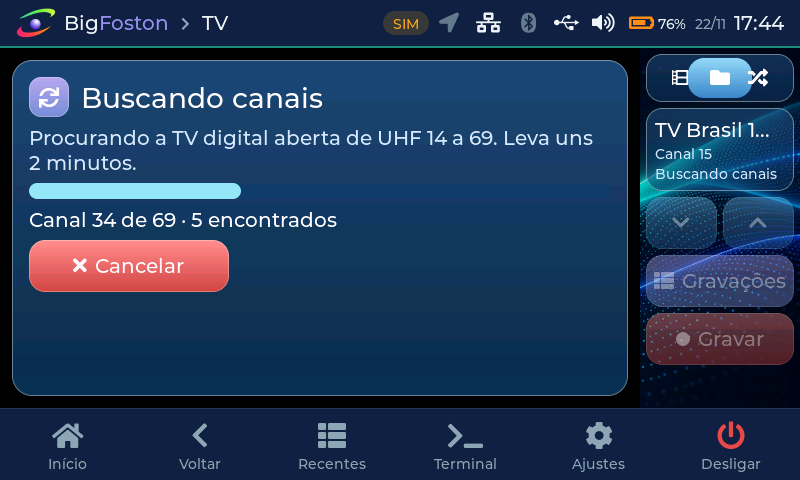 BigFoston > TV
SIM
76%
22/11
17:44
Buscando canais
Procurando a TV digital aberta de UHF 14 a 69. Leva uns
2 minutos.
Canal 34 de 69 · 5 encontrados
Cancelar
TV Brasil 1...
Canal 15
Buscando canais
Gravações
Gravar
Início
Voltar
Recentes
Terminal
Ajustes
Desligar